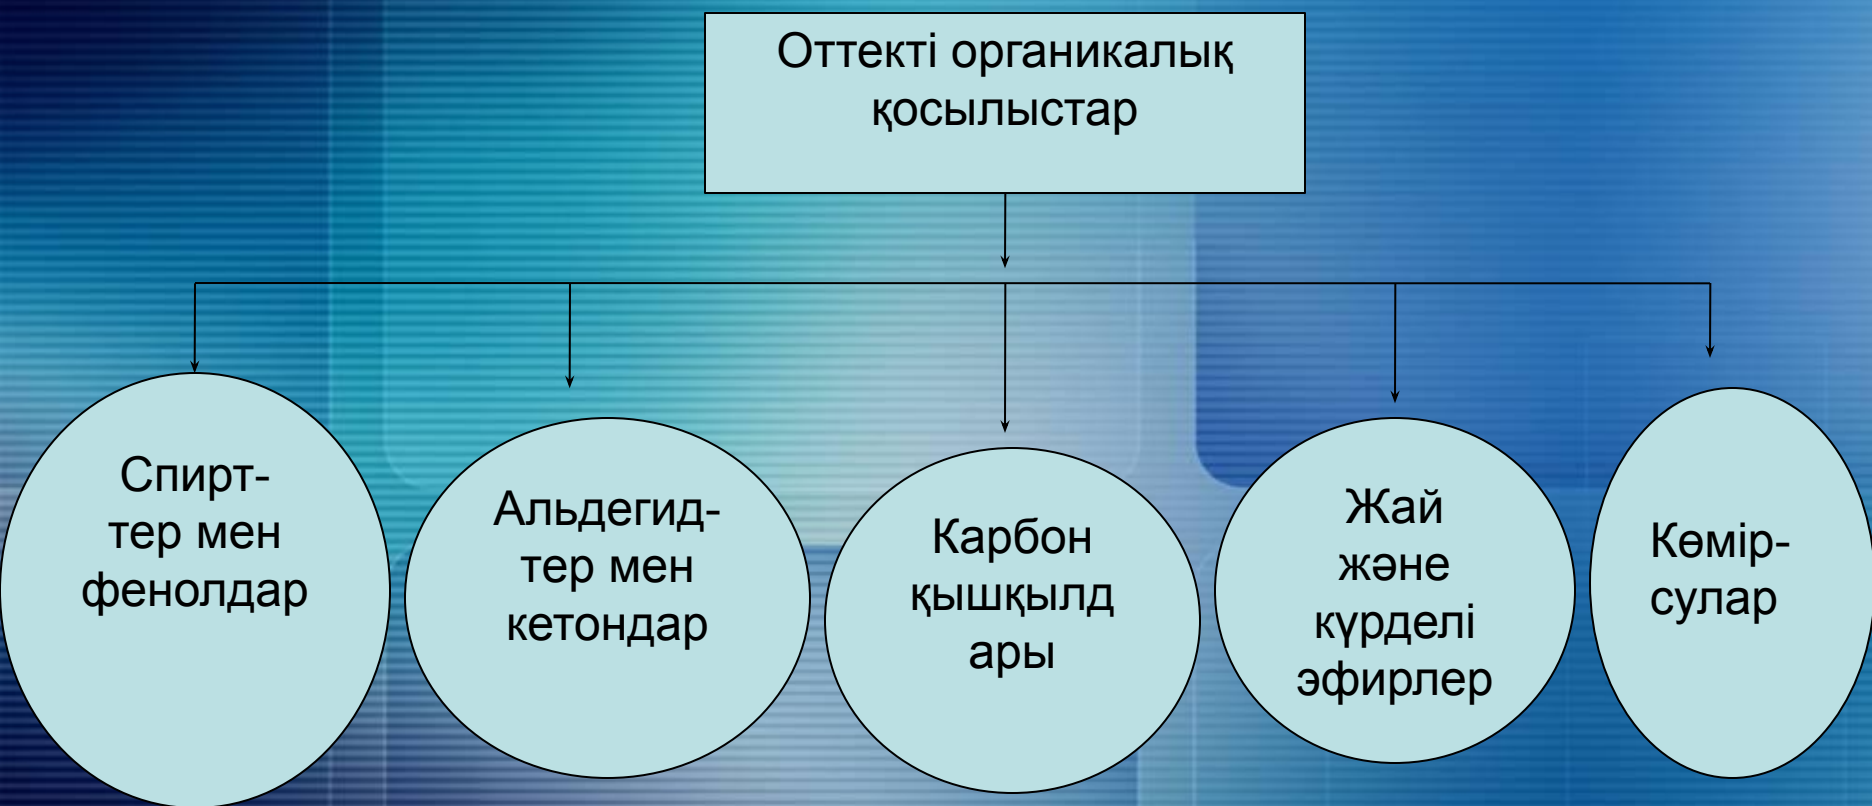 Оттекті органикалық
қосылыстар
Спирт-
тер мен
фенолдар
Альдегид-
тер мен
кетондар
Карбон
қышқылд
ары
Жай
және
күрделі
эфирлер
Көмір-
сулар